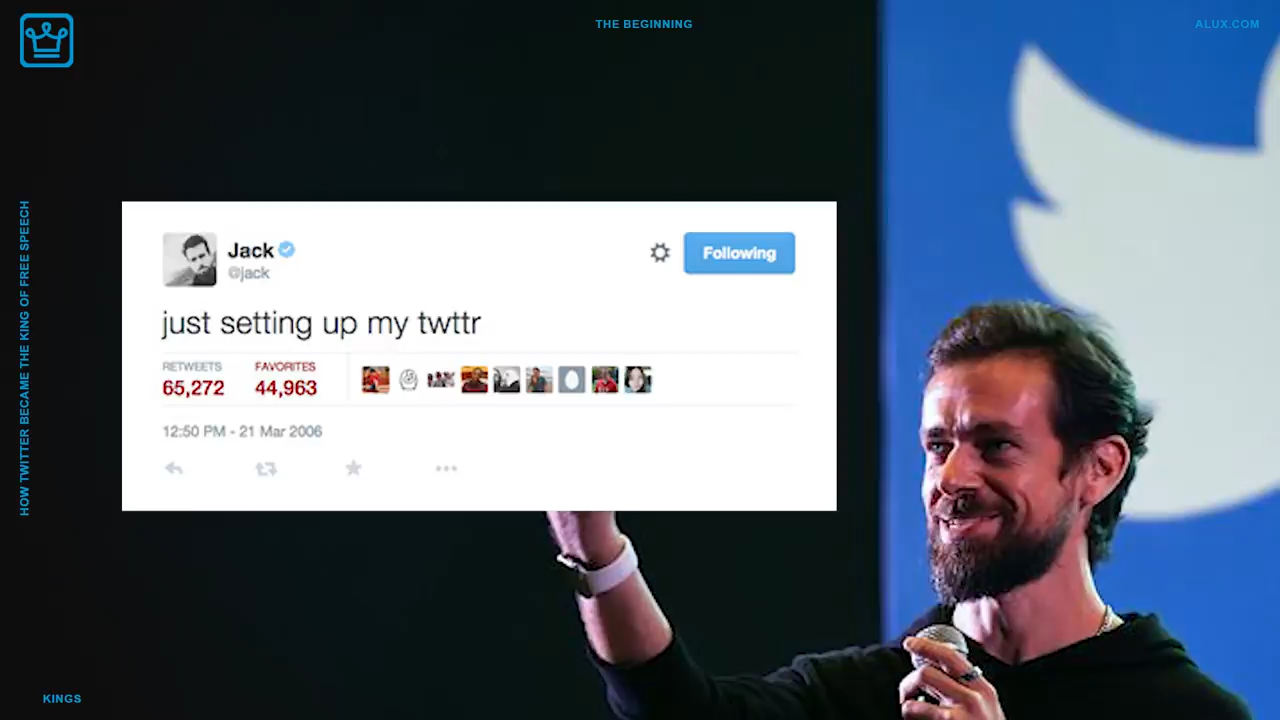 THE BEGINNING
ALUX.COM
HOW TWITTER BECAME THE KING OF FREE SPEECH
Jack
@jack
Following
just setting up my twttr
RETWEETS FAVORITES
65,272 44,963
12:50 PM - 21 Mar 2006
KINGS